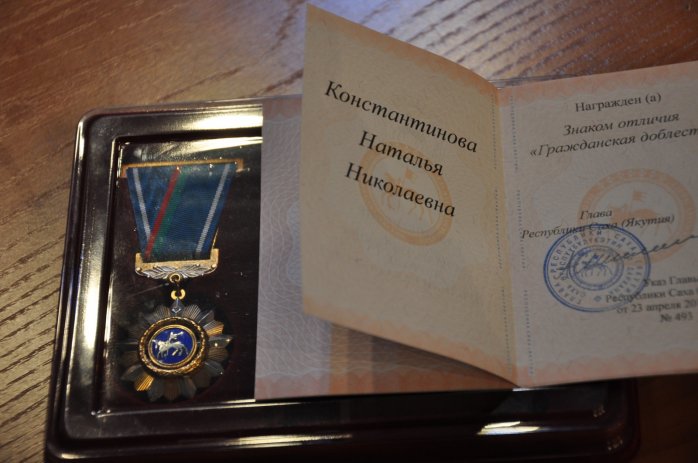 Константинова
Наталья
Николаевна
Награжден (а)
Знаком отличия
«Гражданская доблест
Глава
Республики Саха (Якутия)
Указ Главы
Республики Саха
от 23 апреля
№ 493